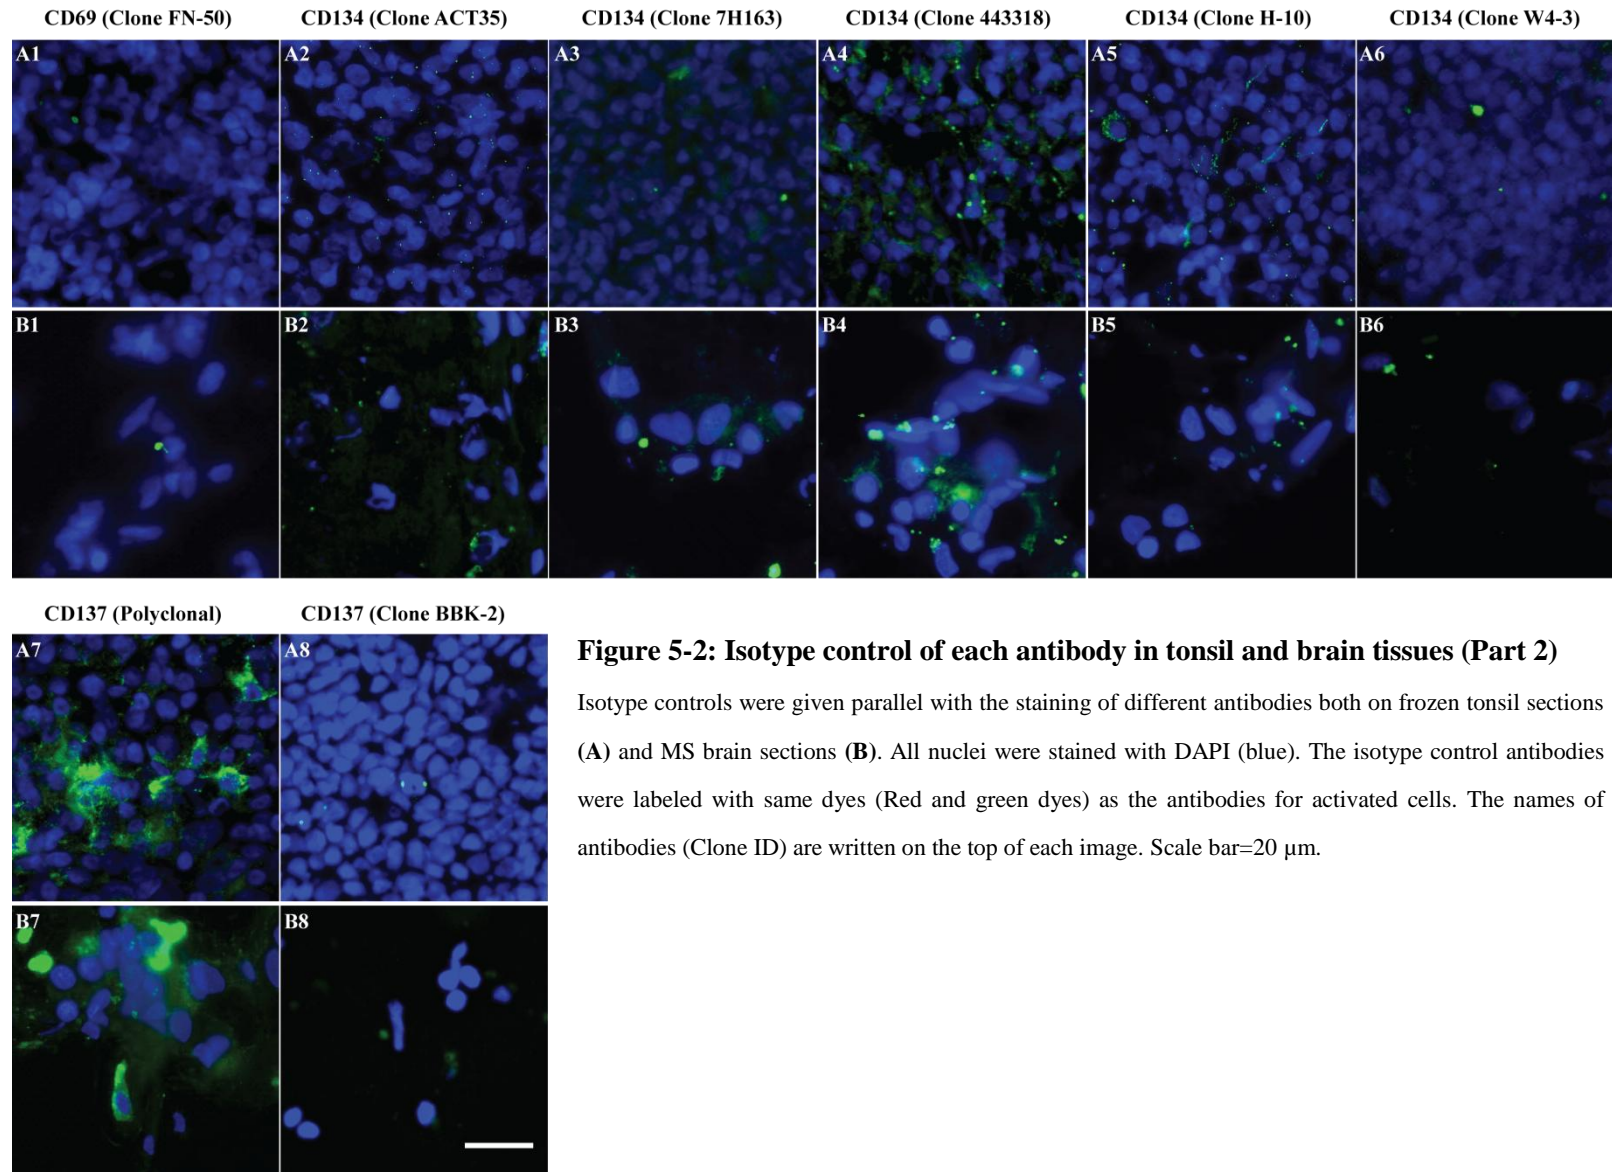 CD69 (Clone FN-50) CD134 (Clone ACT35) CD134 (Clone 7H163) CD134 (Clone 443318) CD134 (Clone H-10) CD134 (Clone W4-3)
A1 A2 A3 A4 A5 A6
B1 B2 B3 B4 B5 B6
CD137 (Polyclonal) CD137 (Clone BBK-2)
A7 A8
B7 B8
Figure 5-2: Isotype control of each antibody in tonsil and brain tissues (Part 2)
Isotype controls were given parallel with the staining of different antibodies both on frozen tonsil sections
(A) and MS brain sections (B). All nuclei were stained with DAPI (blue). The isotype control antibodies
were labeled with same dyes (Red and green dyes) as the antibodies for activated cells. The names of
antibodies (Clone ID) are written on the top of each image. Scale bar=20 µm.